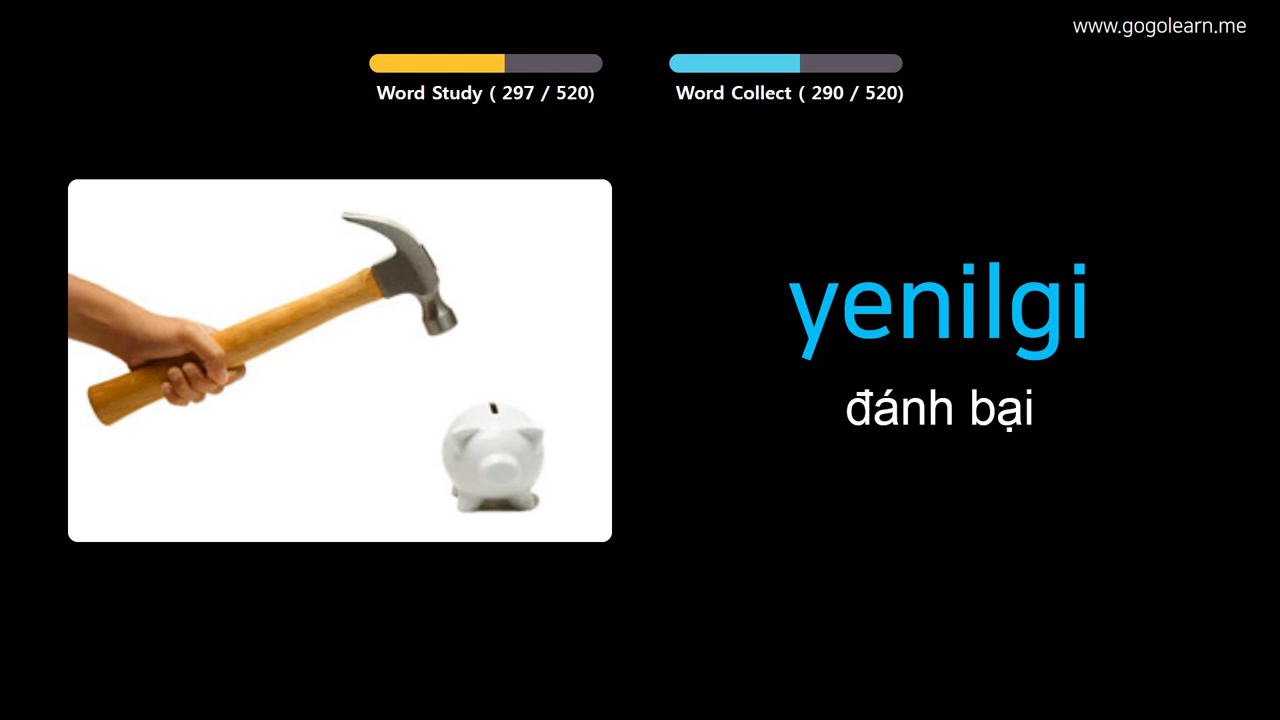 www.gogolearn.me
Word Study ( 297 / 520)
Word Collect ( 290 / 520)
yenilgi
đánh bại